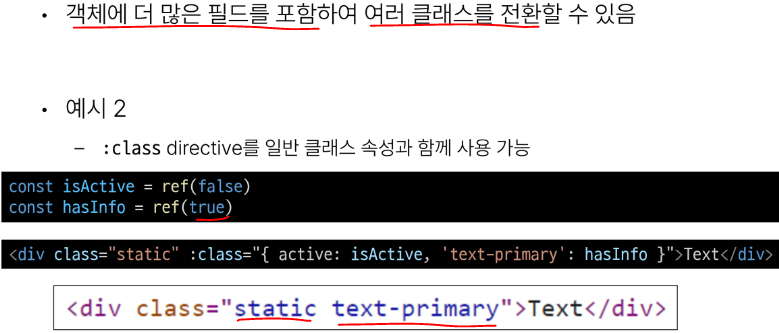 • 객체에 더 많은 필드를 포함하여 여러 클래스를 전환할 수 있음
• 예시 2
– :class directive를 일반 클래스 속성과 함께 사용 가능
const isActive = ref(false)
const hasInfo = ref(true)
<div class="static" :class="{ active: isActive, 'text-primary': hasInfo }">Text</div>
<div class="static text-primary">Text</div>